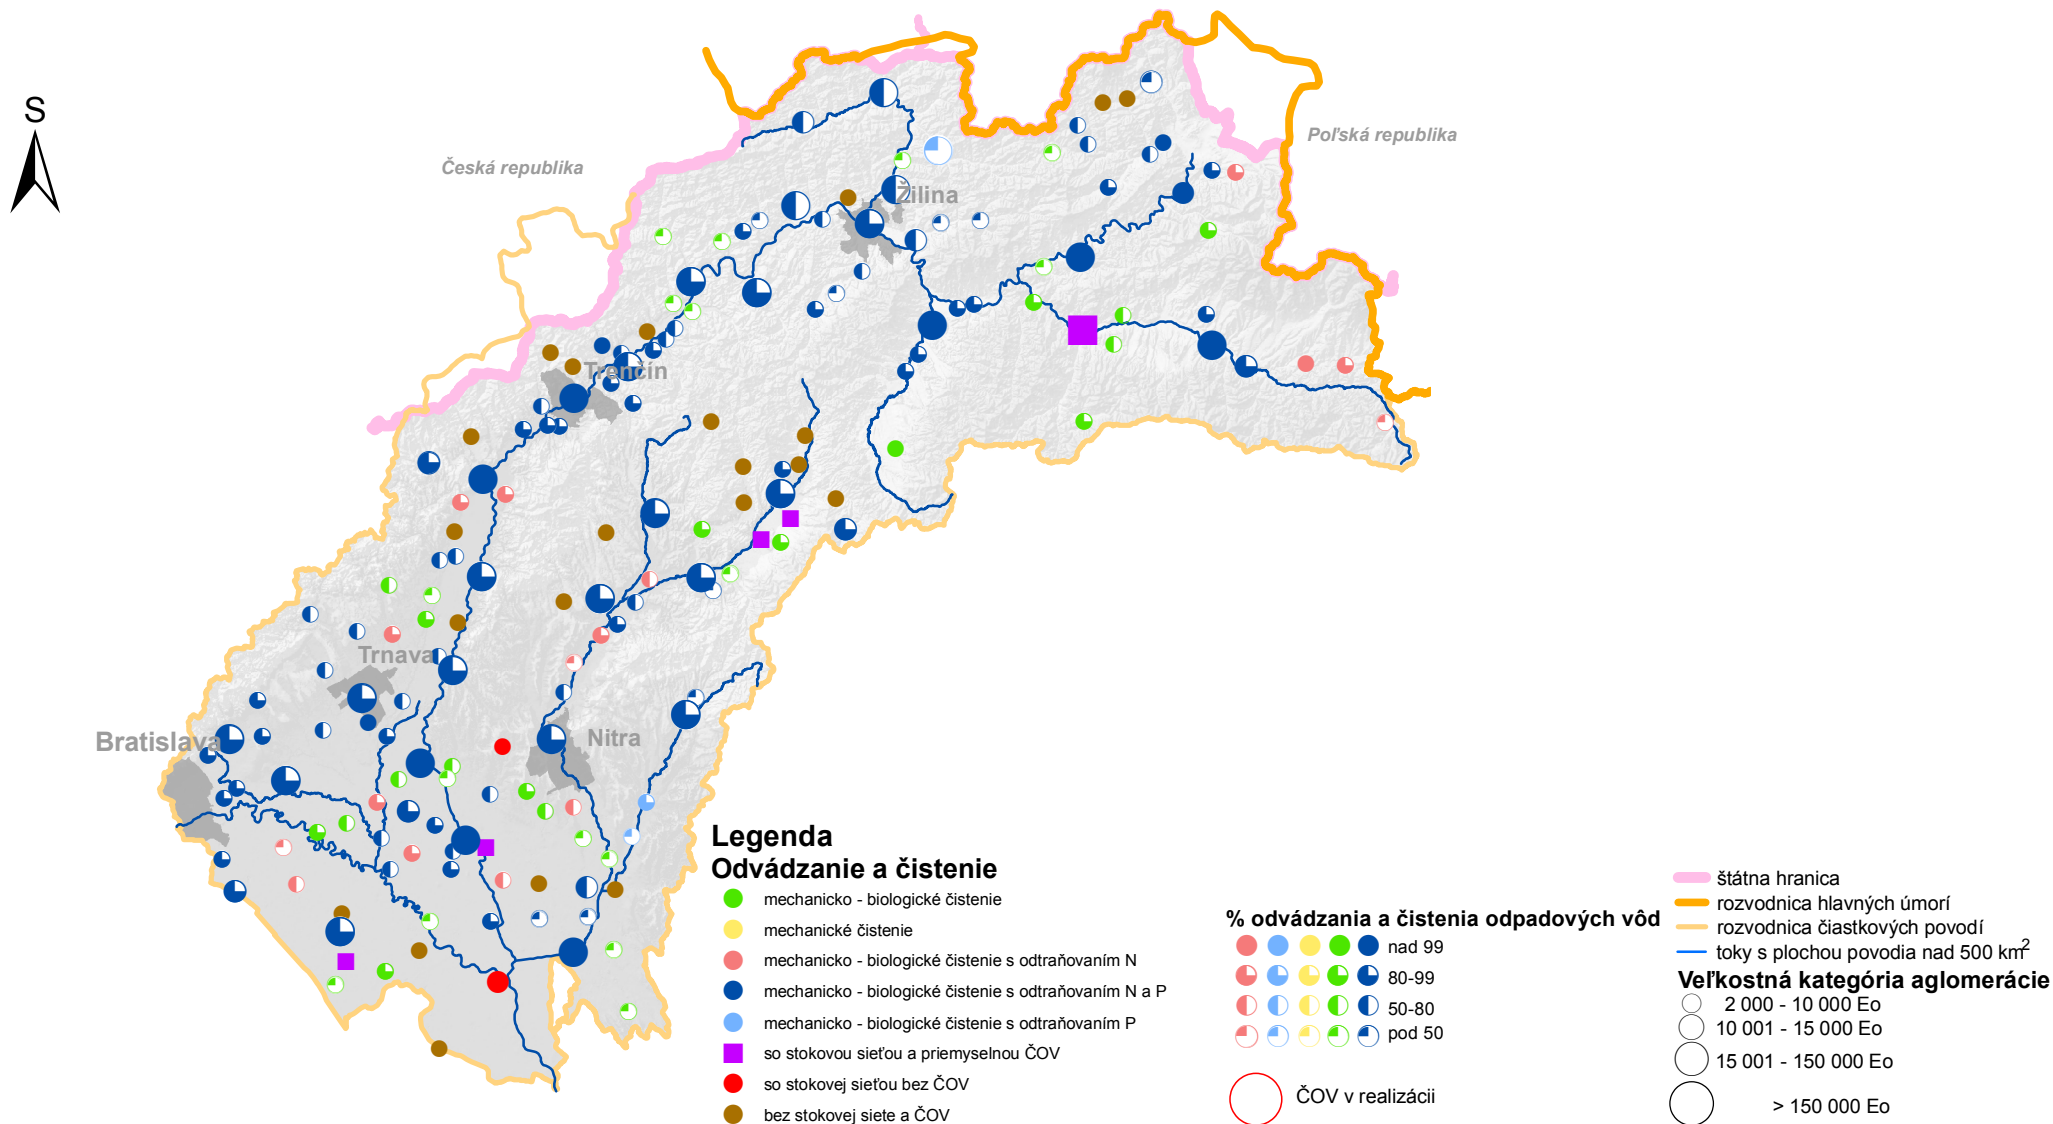 S
Česká republika
Poľská republika
Žilina
Trenčín
Trnava
Bratislava
Nitra
Legenda
Odvádzanie a čistenie
mechanicko - biologické čistenie
mechanické čistenie
mechanicko - biologické čistenie s odtraňovaním N
mechanicko - biologické čistenie s odtraňovaním N a P
mechanicko - biologické čistenie s odtraňovaním P
so stokovou sieťou a priemyselnou ČOV
so stokovej sieťou bez ČOV
bez stokovej siete a ČOV
% odvádzania a čistenia odpadových vôd
nad 99
80-99
50-80
pod 50
ČOV v realizácii
štátna hranica
rozvodnica hlavných úmorí
rozvodnica čiastkových povodí
toky s plochou povodia nad 500 km²
Veľkostná kategória aglomerácie
2 000 - 10 000 Eo
10 001 - 15 000 Eo
15 001 - 150 000 Eo
> 150 000 Eo